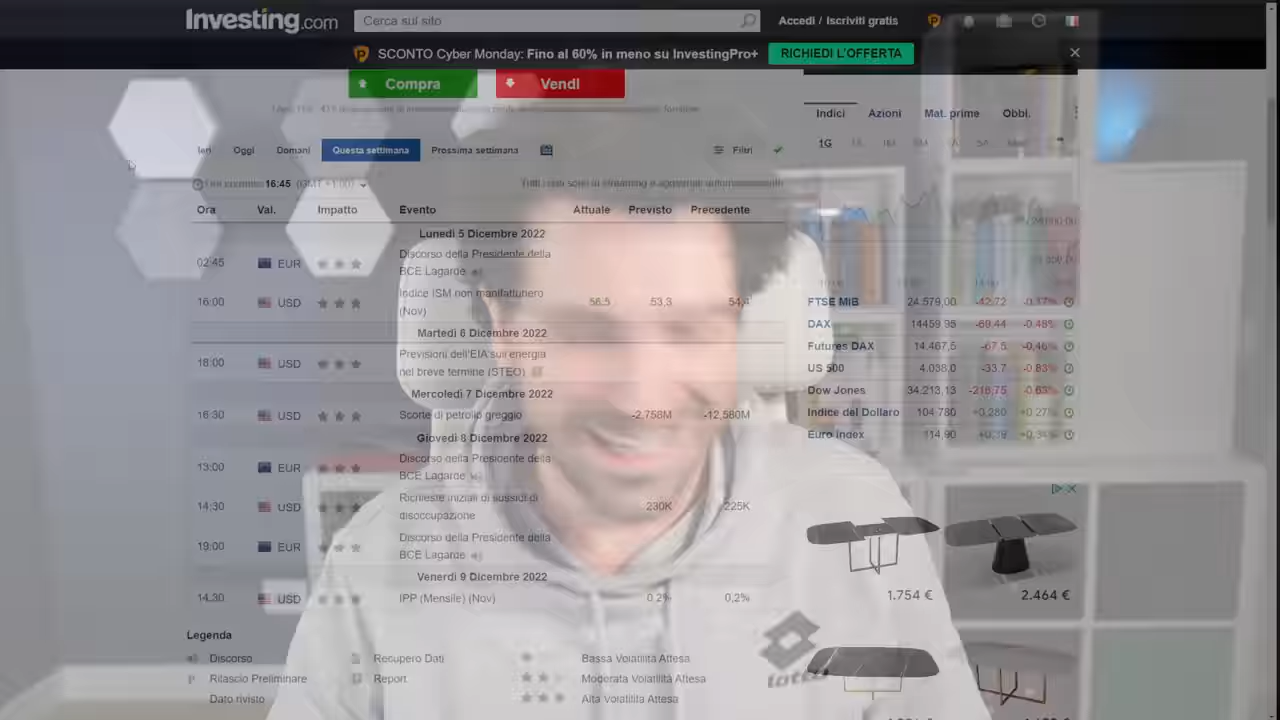 Investing.com
Cerca sul sito
Accedi / Iscriviti gratis
SCONTO Cyber Monday: Fino al 60% in meno su InvestingPro+
RICHIEDI L'OFFERTA
Compra
Vendi
Indici Azioni Mat. prime Obbl.
1G
Ieri Oggi Domani Questa settimana Prossima settimana
Filtri
16:45 (GMT +1:00)
Ora Val. Impatto Evento Attuale Previsto Precedente
Lunedì 5 Dicembre 2022
02:45 EUR Discorso della Presidente della
BCE Lagarde
16:00 USD Indice ISM non manifatturiero
(Nov) 56,5 53,3 54,4
Martedì 6 Dicembre 2022
18:00 USD Previsioni dell'EIA sull'energia
nel breve termine (STEO)
Mercoledì 7 Dicembre 2022
16:30 USD Scorte di petrolio greggio -2,758M -12,580M
Giovedì 8 Dicembre 2022
13:00 EUR Discorso della Presidente della
BCE Lagarde
14:30 USD Richieste iniziali di sussidi di
disoccupazione 230K 225K
19:00 EUR Discorso della Presidente della
BCE Lagarde
Venerdì 9 Dicembre 2022
14:30 USD IPP (Mensile) (Nov) 0,2% 0,2%
FTSE MIB 24.579,00 -42,72 -0.17%
DAX 14459,95 -69,44 -0.48%
Futures DAX 14.467,5 -67,5 -0.46%
US 500 4.038,0 -33,7 -0.83%
Dow Jones 34.213,13 -216,75 -0.63%
Indice del Dollaro 104.780 +0,280 +0.27%
Euro Index 114,90 +0,39 +0.34%
1.754 €
2.464 €
lotto
Legenda
Discorso
Rilascio Preliminare
Dato rivisto
Recupero Dati
Report
Bassa Volatilità Attesa
Moderata Volatilità Attesa
Alta Volatilità Attesa